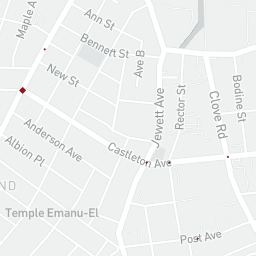 Maple A
Ann St
Bennett St
Ave B
New St
Jewett Ave
Rector St
Clove Rd
Bodine St
Anderson Ave
Castleton Ave
Albion Pl
ND
Temple Emanu-El
Post Ave